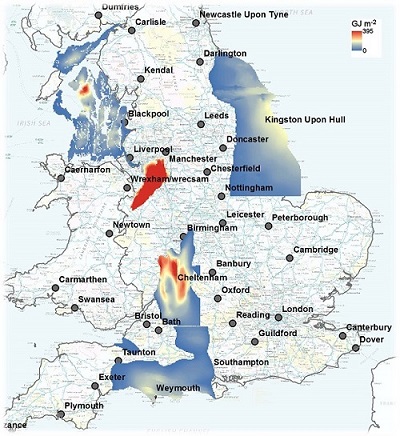 Dumfries
Newcastle Upon Tyne
Carlisle
GJ m-2
395
0
Darlington
Kendal
Blackpool
Leeds
Kingston Upon Hull
IRISH SEA
Doncaster
Liverpool
Manchester
Caernarfon
Wrexham/wrecsam
Chesterfield
Nottingham
Newtown
Leicester
Peterborough
Birmingham
Banbury
Cambridge
Carmarthen
Cheltenham
Swansea
Oxford
Bristol
Reading
London
Bath
Canterbury
Guildford
Dover
Taunton
Southampton
Exeter
Weymouth
Plymouth
zance